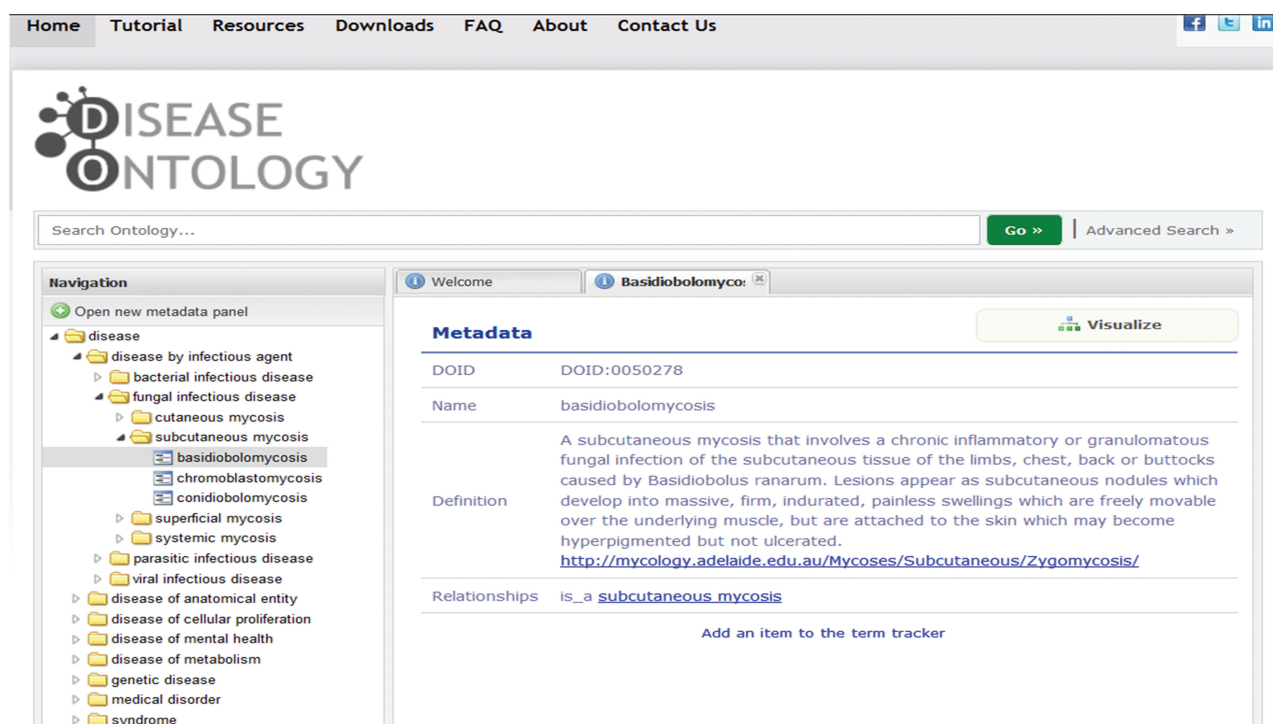 Home Tutorial Resources Downloads FAQ About Contact Us
DISEASE
ONTOLOGY
Search Ontology...
Go »
Advanced Search »
Navigation
Open new metadata panel
disease
disease by infectious agent
bacterial infectious disease
fungal infectious disease
cutaneous mycosis
subcutaneous mycosis
basidiobolomycosis
chromoblastomycosis
conidiobolomycosis
superficial mycosis
systemic mycosis
parasitic infectious disease
viral infectious disease
disease of anatomical entity
disease of cellular proliferation
disease of mental health
disease of metabolism
genetic disease
medical disorder
syndrome
Welcome
Basidiobolomyco:
Metadata
Visualize
DOID DOID:0050278
Name basidiobolomycosis
Definition
A subcutaneous mycosis that involves a chronic inflammatory or granulomatous
fungal infection of the subcutaneous tissue of the limbs, chest, back or buttocks
caused by Basidiobolus ranarum. Lesions appear as subcutaneous nodules which
develop into massive, firm, indurated, painless swellings which are freely movable
over the underlying muscle, but are attached to the skin which may become
hyperpigmented but not ulcerated.
http://mycology.adelaide.edu.au/Mycoses/Subcutaneous/Zygomycosis/
Relationships is_a subcutaneous mycosis
Add an item to the term tracker